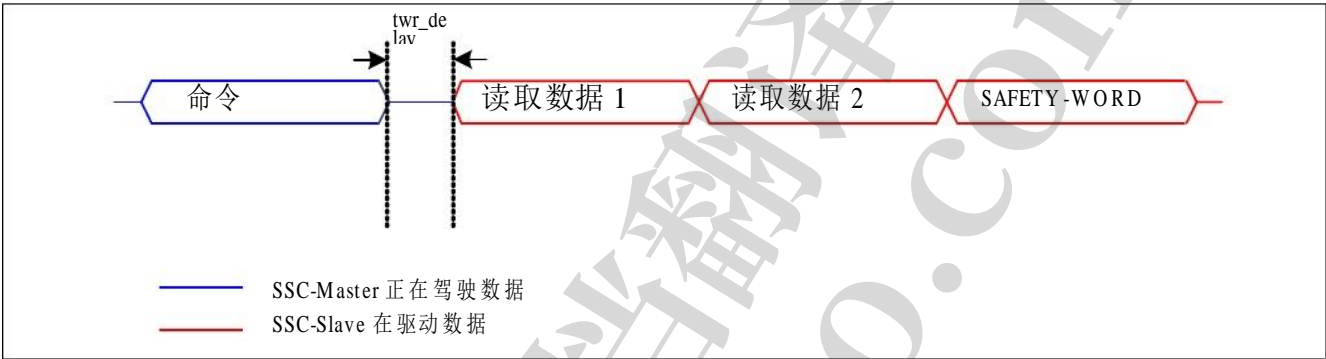 twr_de
lay
命令
读取数据 1
读取数据 2
SAFETY-WORD
SSC-Master 正在驾驶数据
SSC-Slave 在驱动数据